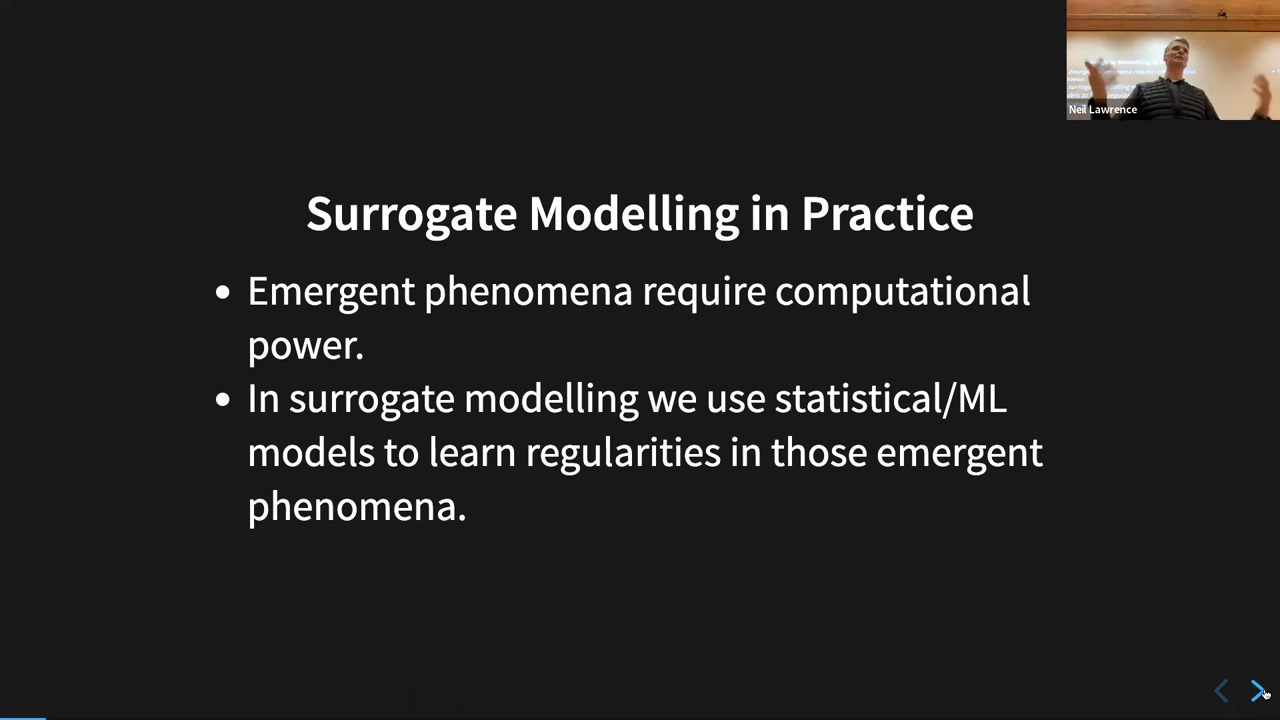 Neil Lawrence
Surrogate Modelling in Practice
• Emergent phenomena require computational
power.
• In surrogate modelling we use statistical/ML
models to learn regularities in those emergent
phenomena.